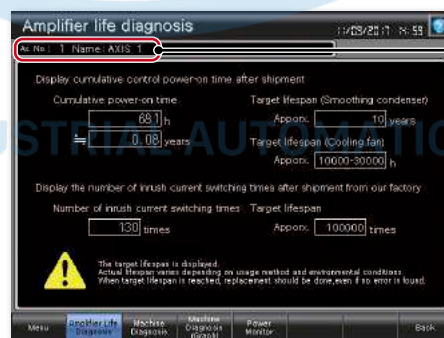 Amplifier life diagnosis
Ax No.: 1 Name: AXIS 1
Display cumulative control power-on time after shipment
Cumulative power-on time
Target lifespan (Smoothing condenser)
681 h
Approx. 10 years
≒ 0.08 years
Target lifespan (Cooling fan)
Approx. 10000-30000 h
Display the number of inrush current switching times after shipment from our factory
Number of inrush current switching times
Target lifespan
130 times
Approx. 100000 times
The target lifespan is displayed.
Actual lifespan varies depending on usage method and environmental conditions.
When target lifespan is reached, replacement should be done, even if no error is found.
Menu
Amplifier Life Diagnosis
Machine Diagnosis
Machine Diagnosis (Graph)
Power Monitor
Back